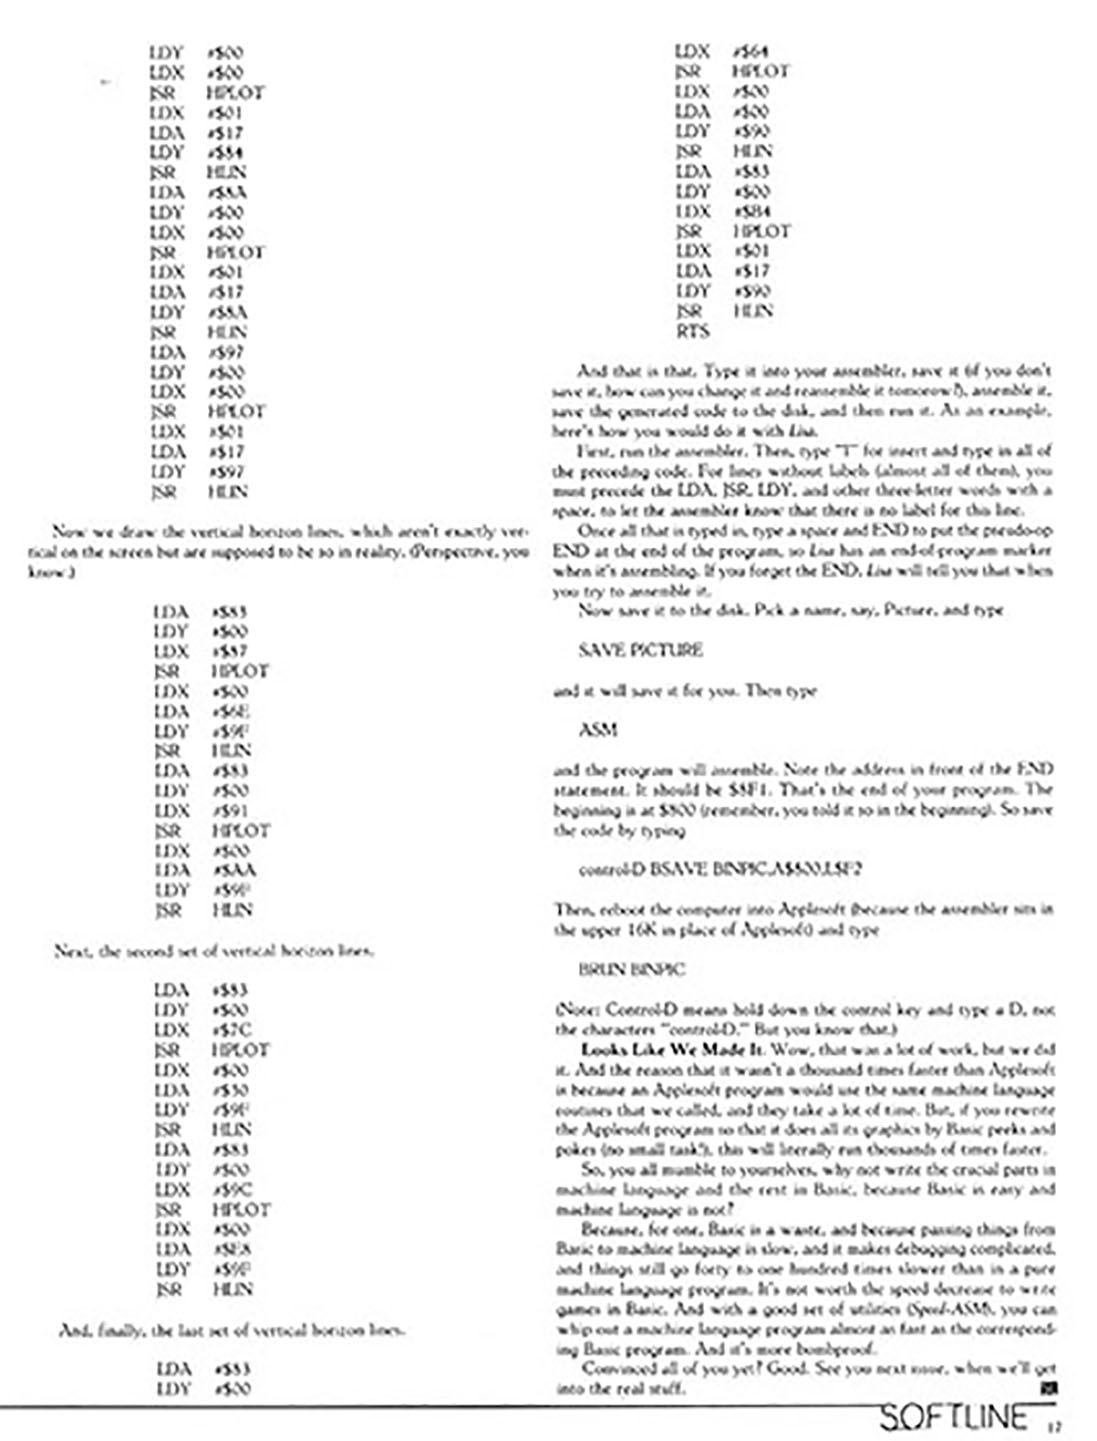 LDY #$00
LDX #$00
JSR HPLOT
LDX #$01
LDA #$17
LDY #$84
JSR HLIN
LDA #$8A
LDY #$00
LDX #$00
JSR HPLOT
LDX #$01
LDA #$17
LDY #$8A
JSR HLIN
LDA #$97
LDY #$00
LDX #$00
JSR HPLOT
LDX #$01
LDA #$17
LDY #$97
JSR HLIN
Now we draw the vertical horizon lines, which aren't exactly ver-
tical on the screen but are supposed to be so in reality. (Perspective, you
know.)
LDA #$83
LDY #$00
LDX #$87
JSR HPLOT
LDX #$00
LDA #$6E
LDY #$9F
JSR HLIN
LDA #$83
LDY #$00
LDX #$91
JSR HPLOT
LDX #$00
LDA #$AA
LDY #$9F
JSR HLIN
Next, the second set of vertical horizon lines.
LDA #$83
LDY #$00
LDX #$7C
JSR HPLOT
LDX #$00
LDA #$30
LDY #$9F
JSR HLIN
LDA #$83
LDY #$00
LDX #$9C
JSR HPLOT
LDX #$00
LDA #$E8
LDY #$9F
JSR HLIN
And, finally, the last set of vertical horizon lines.
LDA #$83
LDY #$00
LDX #$64
JSR HPLOT
LDX #$00
LDA #$00
LDY #$90
JSR HLIN
LDA #$83
LDY #$00
LDX #$B4
JSR HPLOT
LDX #$01
LDA #$17
LDY #$90
JSR HLIN
RTS
And that is that. Type it into your assembler, save it (if you don't
save it, how can you change it and reassemble it tomorrow?), assemble it,
save the generated code to the disk, and then run it. As an example,
here's how you would do it with Lisa.
First, run the assembler. Then, type "I" for insert and type in all of
the preceding code. For lines without labels (almost all of them), you
must precede the LDA, JSR, LDY, and other three-letter words with a
space, to let the assembler know that there is no label for this line.
Once all that is typed in, type a space and END to put the pseudo-op
END at the end of the program, so Lisa has an end-of-program marker
when it's assembling. If you forget the END, Lisa will tell you that when
you try to assemble it.
Now save it to the disk. Pick a name, say, Picture, and type
SAVE PICTURE
and it will save it for you. Then type
ASM
and the program will assemble. Note the address in front of the END
statement. It should be $8F1. That's the end of your program. The
beginning is at $800 (remember, you told it so in the beginning). So save
the code by typing
control-D BSAVE BINPIC,A$800,L$F2
Then, reboot the computer into Applesoft (because the assembler sits in
the upper 16K in place of Applesoft) and type
BRUN BINPIC
(Note: Control-D means hold down the control key and type a D, not
the characters "control-D." But you know that.)
Looks Like We Made It. Wow, that was a lot of work, but we did
it. And the reason that it wasn't a thousand times faster than Applesoft
is because an Applesoft program would use the same machine language
routines that we called, and they take a lot of time. But, if you rewrite
the Applesoft program so that it does all its graphics by Basic peeks and
pokes (no small task!), this will literally run thousands of times faster.
So, you all mumble to yourselves, why not write the crucial parts in
machine language and the rest in Basic, because Basic is easy and
machine language is not?
Because, for one, Basic is a waste, and because passing things from
Basic to machine language is slow, and it makes debugging complicated,
and things still go forty to one hundred times slower than in a pure
machine language program. It's not worth the speed decrease to write
games in Basic. And with a good set of utilities (Speed-ASM), you can
whip out a machine language program almost as fast as the correspond-
ing Basic program. And it's more bombproof.
Convinced all of you yet? Good. See you next issue, when we'll get
into the real stuff.
SOFTLINE 17